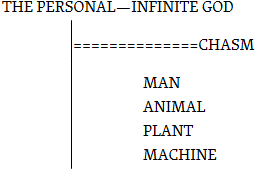 THE PERSONAL—INFINITE GOD
==============CHASM
MAN
ANIMAL
PLANT
MACHINE